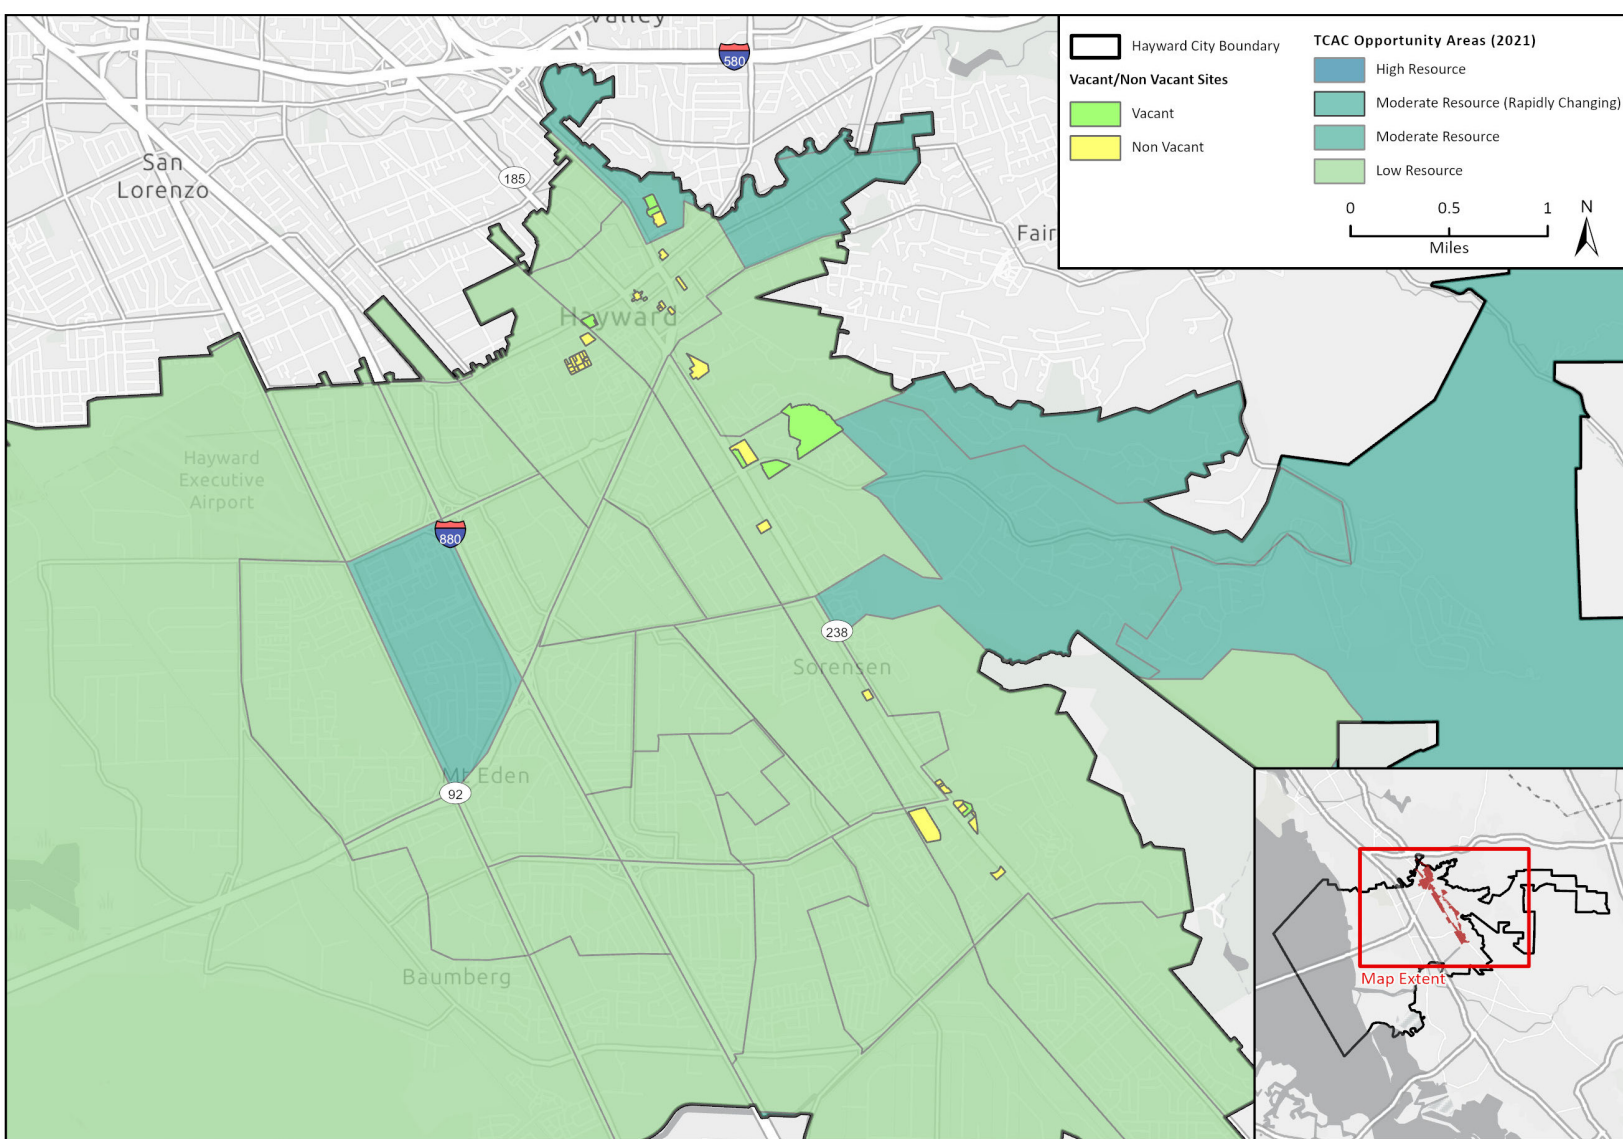 Valley
580
San
Lorenzo
185
Fair
Hayward
Hayward
Executive
Airport
880
238
Sorensen
Mt Eden
92
Baumberg
Hayward City Boundary
Vacant/Non Vacant Sites
Vacant
Non Vacant
TCAC Opportunity Areas (2021)
High Resource
Moderate Resource (Rapidly Changing)
Moderate Resource
Low Resource
0 0.5 1
Miles
N
Map Extent